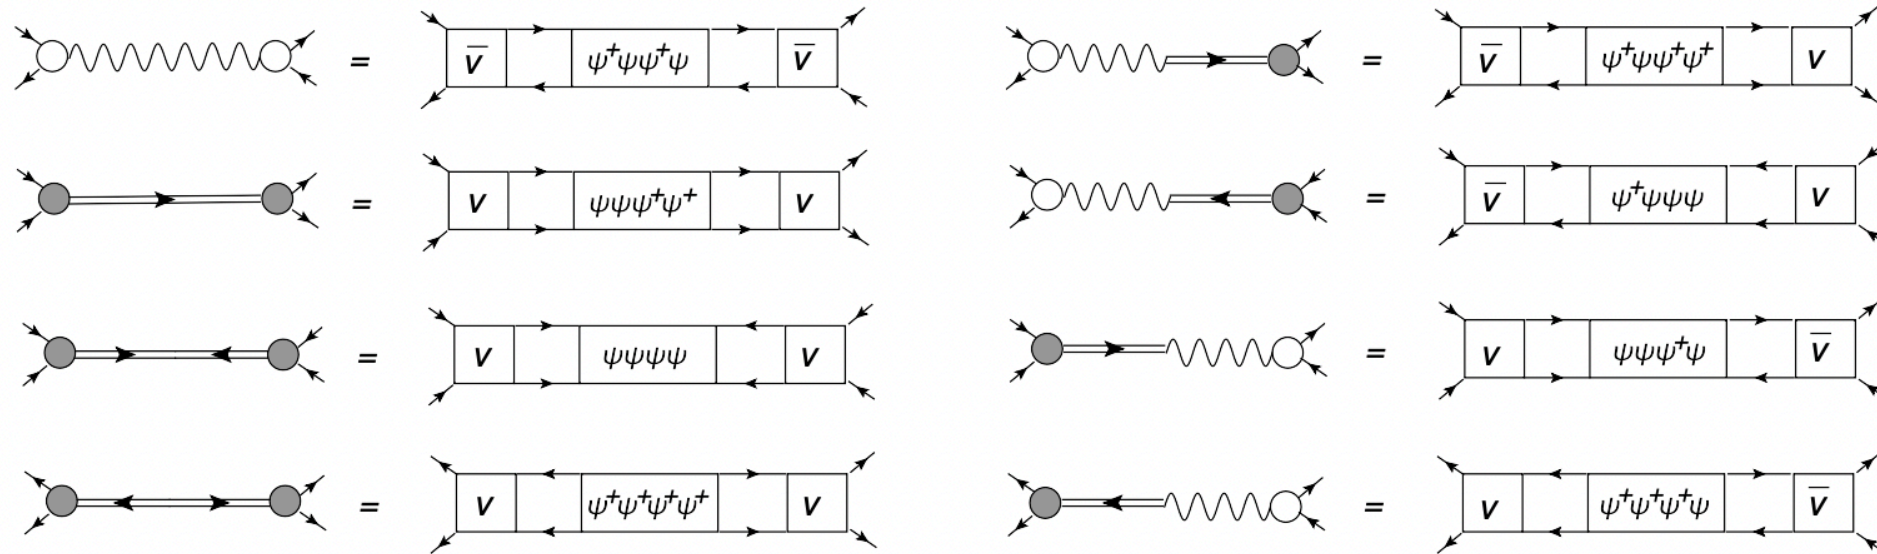 = V̅ ψ⁺ψψ⁺ψ V̅
= V̅ ψ⁺ψψ⁺ψ⁺ V
= V ψψψ⁺ψ⁺ V
= V̅ ψ⁺ψψψ V
= V ψψψψ V
= V ψψψ⁺ψ V̅
= V ψ⁺ψ⁺ψ⁺ψ⁺ V
= V ψ⁺ψ⁺ψ⁺ψ V̅